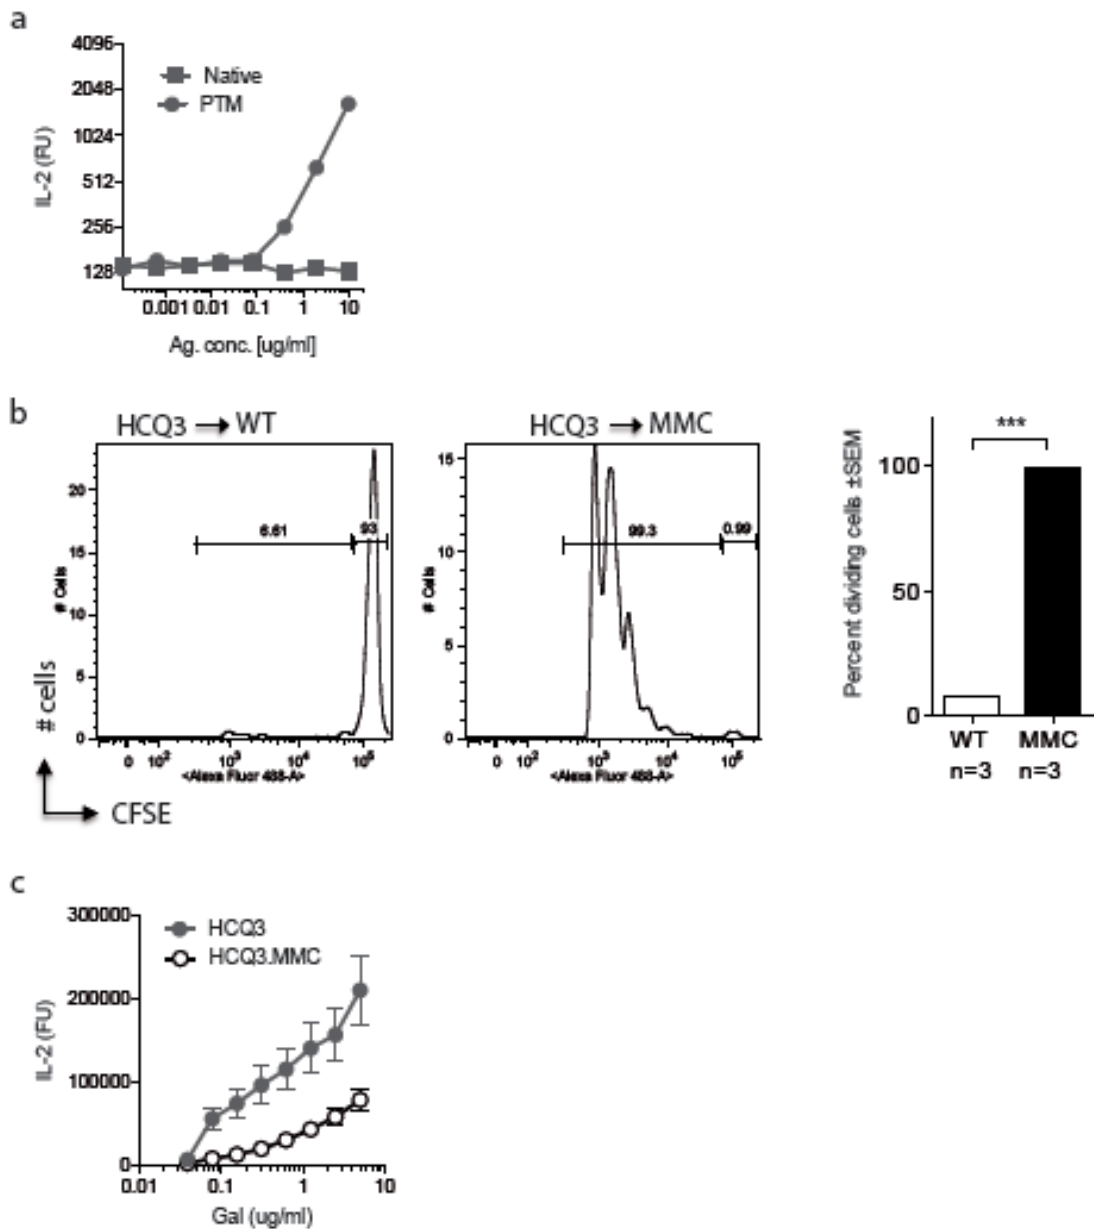 a
4096
2048
1024
512
256
128
IL-2 (FU)
Native
PTM
0.001 0.01 0.1 1 10
Ag. conc. [ug/ml]
b
HCQ3 → WT
20
15
10
5
0
# Cells
6.61
93
0 10² 10³ 10⁴ 10⁵
<Alexa Fluor 488-A>
# cells
CFSE
HCQ3 → MMC
15
10
5
0
# Cells
99.3
0.99
0 10² 10³ 10⁴ 10⁵
<Alexa Fluor 488-A>
Percent dividing cells ±SEM
***
100
50
0
WT MMC
n=3 n=3
c
300000
200000
100000
0
IL-2 (FU)
HCQ3
HCQ3.MMC
0.01 0.1 1 10
Gal (ug/ml)